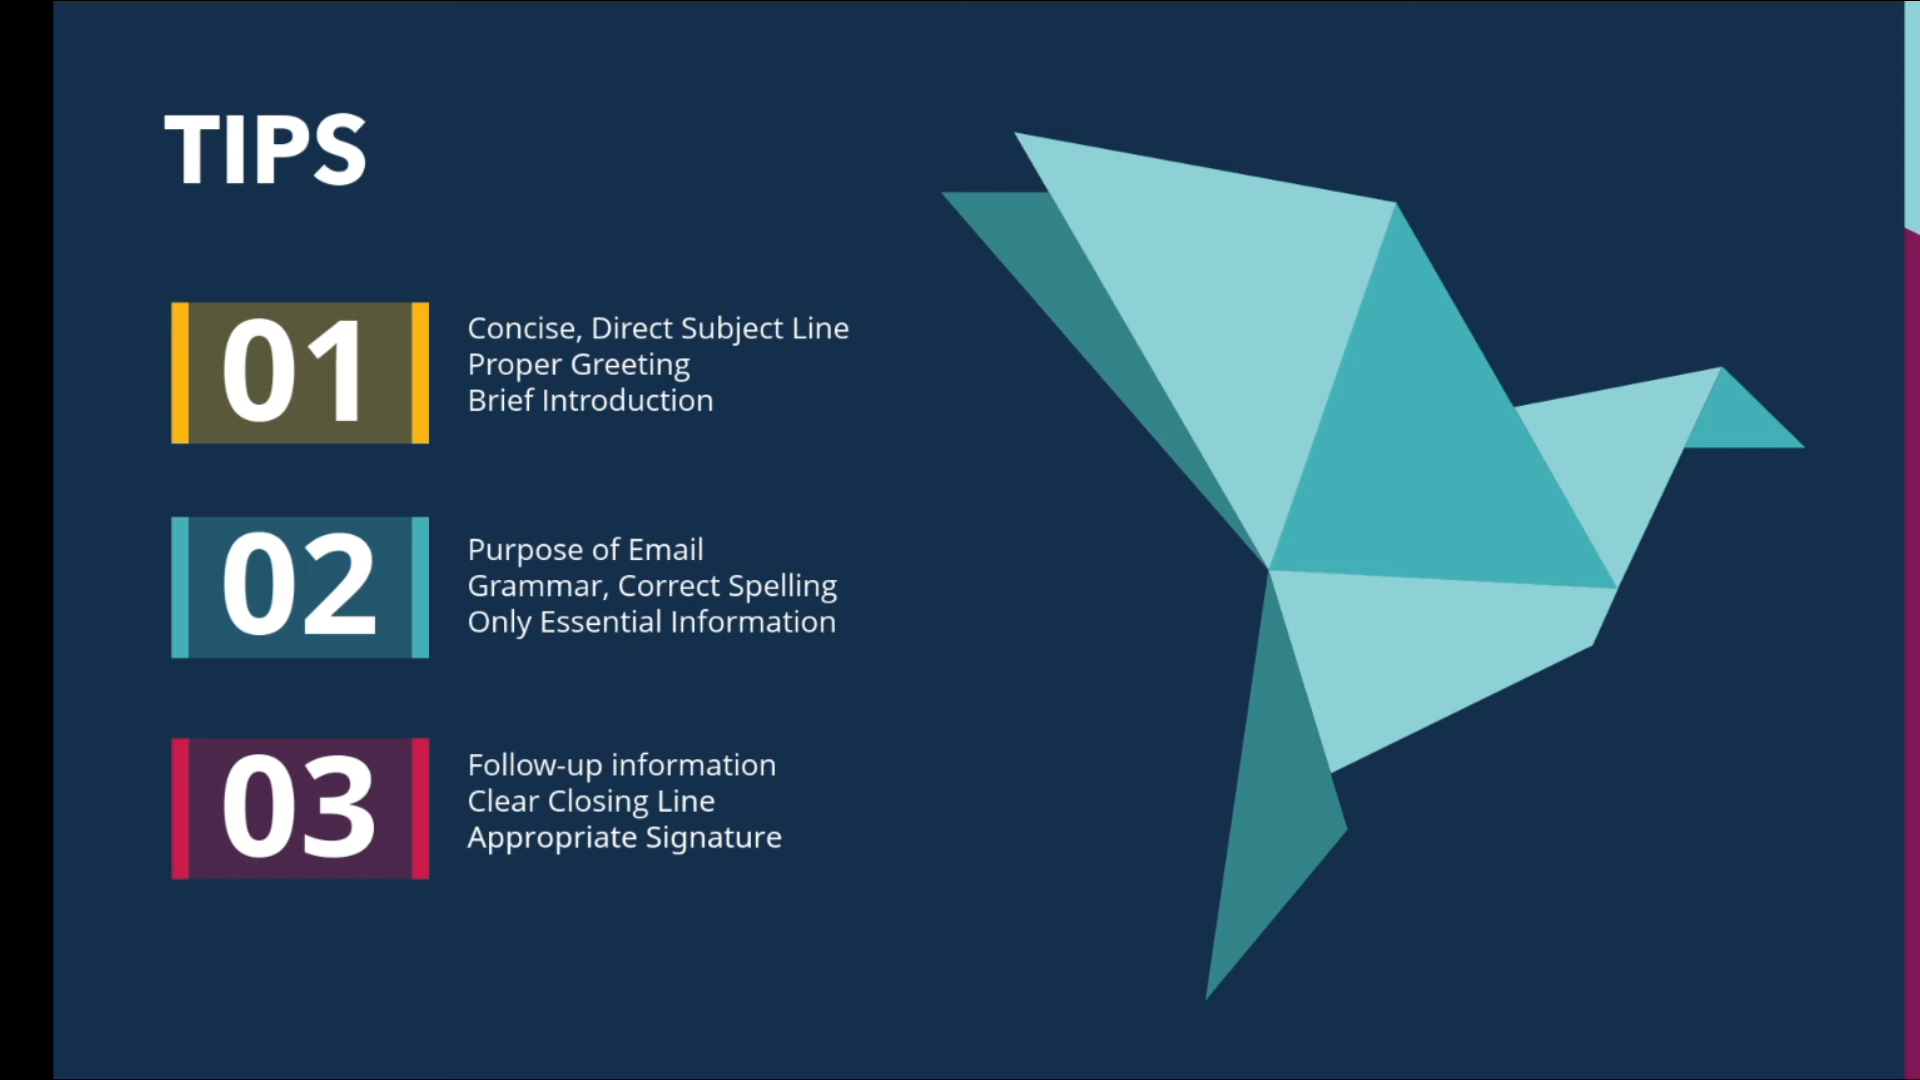 TIPS
01
Concise, Direct Subject Line
Proper Greeting
Brief Introduction
02
Purpose of Email
Grammar, Correct Spelling
Only Essential Information
03
Follow-up information
Clear Closing Line
Appropriate Signature